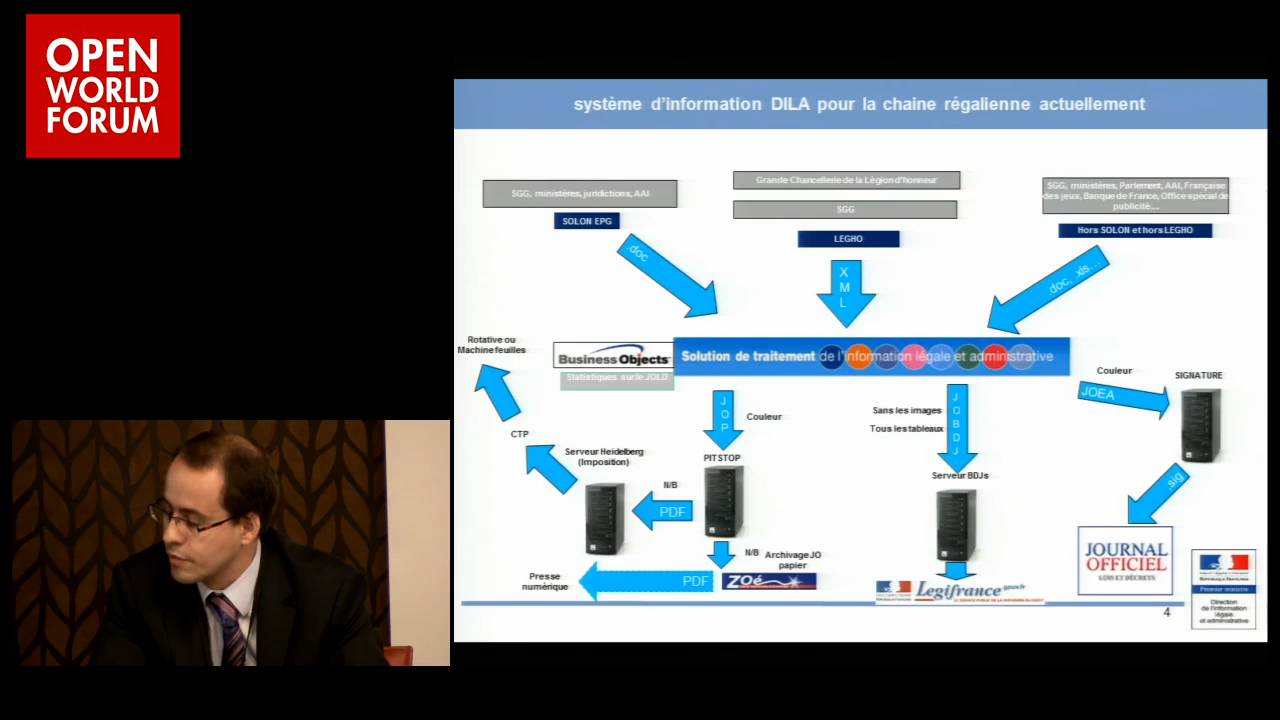 OPEN
WORLD
FORUM
système d'information DILA pour la chaine régalienne actuellement
SGG, ministères, juridictions, AAI
SOLON EPG
Grande Chancellerie de la Légion d'honneur
SGG
LEGHO
SGG, ministères, Parlement, AAI, Française
des jeux, Banque de France, Office spécial de
publicité....
Hors SOLON et hors LEGHO
.doc
X
M
L
doc, .xls...
Rotative ou
Machine feuilles
Business Objects
Statistiques sur le JOLD
Solution de traitement de l'information légale et administrative
Couleur
JOEA
SIGNATURE
J
O
P
Couleur
Sans les images
Tous les tableaux
J
O
B
D
J
CTP
Serveur Heidelberg
(Imposition)
PITSTOP
Serveur BDJs
N/B
PDF
.sig
N/B
Archivage JO
papier
Presse
numérique
PDF
ZOé
Legifrance
.gouv.fr
JOURNAL
OFFICIEL
LOIS ET DÉCRETS
4
Premier ministre
Direction
de l'information
légale
et administrative